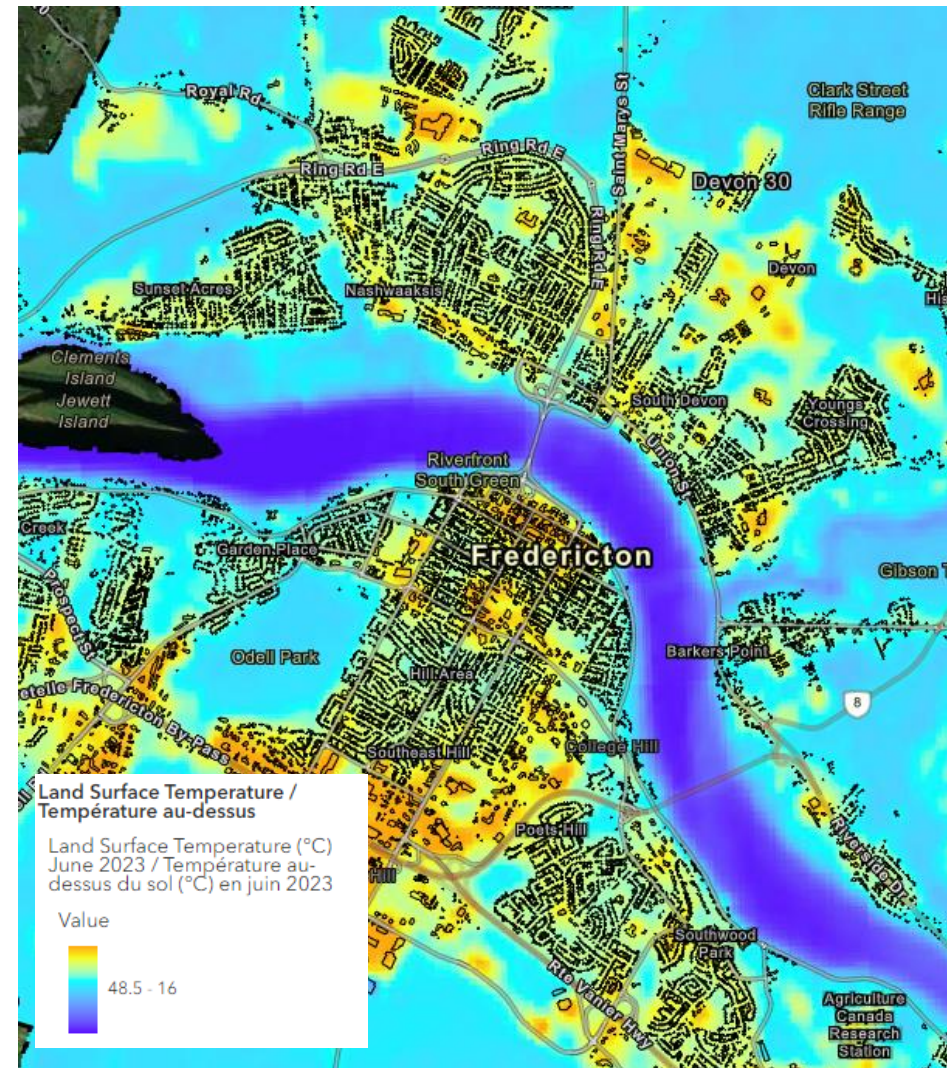 Royal Rd
Clark Street
Rifle Range
Saint Marys St
Ring Rd E
Ring Rd E
Devon 30
Ring Rd E
Devon
Sunset Acres
Nashwaaksis
Clements
Island
Jewett
Island
South Devon
Youngs
Crossing
Union St
Riverfront
South Green
Creek
Garden Place
Fredericton
Gibson T
Prospect St
Odell Park
Barkers Point
Hill Area
etelle Fredericton By-Pass
8
Southeast Hill
College Hill
Land Surface Temperature /
Température au-dessus
Land Surface Temperature (°C)
June 2023 / Température au-
dessus du sol (°C) en juin 2023
Value
48.5 - 16
Poets Hill
Riverside Dr
Hill
Southwood
Park
Rte Vanier Hwy
Agriculture
Canada
Research
Station